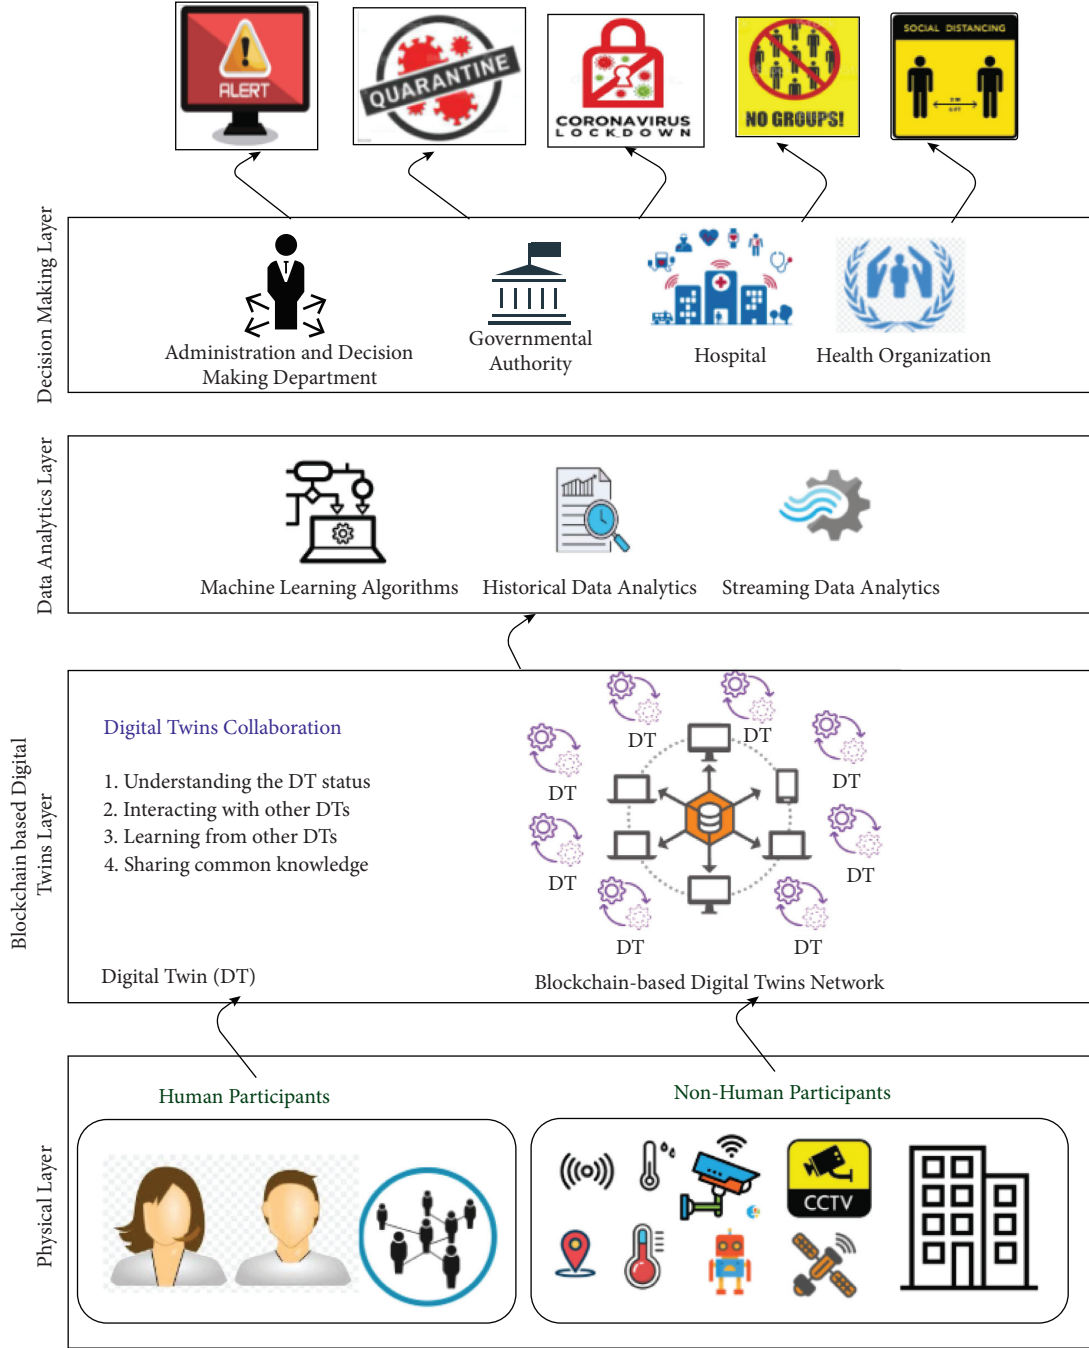 ALERT
QUARANTINE
CORONAVIRUS
LOCKDOWN
NO GROUPS!
SOCIAL DISTANCING
Decision Making Layer
Administration and Decision
Making Department
Governmental
Authority
Hospital
Health Organization
Data Analytics Layer
Machine Learning Algorithms
Historical Data Analytics
Streaming Data Analytics
Blockchain based Digital
Twins Layer
Digital Twins Collaboration
1. Understanding the DT status
2. Interacting with other DTs
3. Learning from other DTs
4. Sharing common knowledge
Digital Twin (DT)
DT
DT
DT
DT
DT
DT
DT
DT
Blockchain-based Digital Twins Network
Physical Layer
Human Participants
Non-Human Participants
CCTV